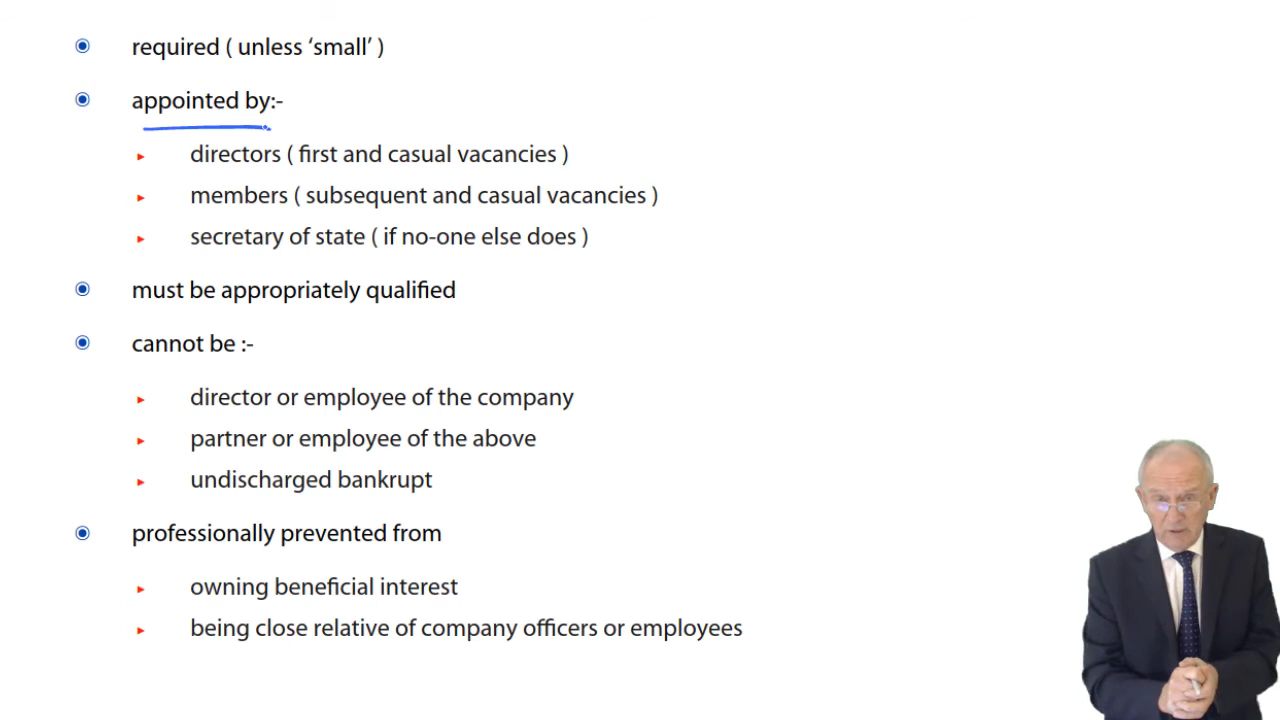 required ( unless ‘small’ )
appointed by:-
directors ( first and casual vacancies )
members ( subsequent and casual vacancies )
secretary of state ( if no-one else does )
must be appropriately qualified
cannot be :-
director or employee of the company
partner or employee of the above
undischarged bankrupt
professionally prevented from
owning beneficial interest
being close relative of company officers or employees